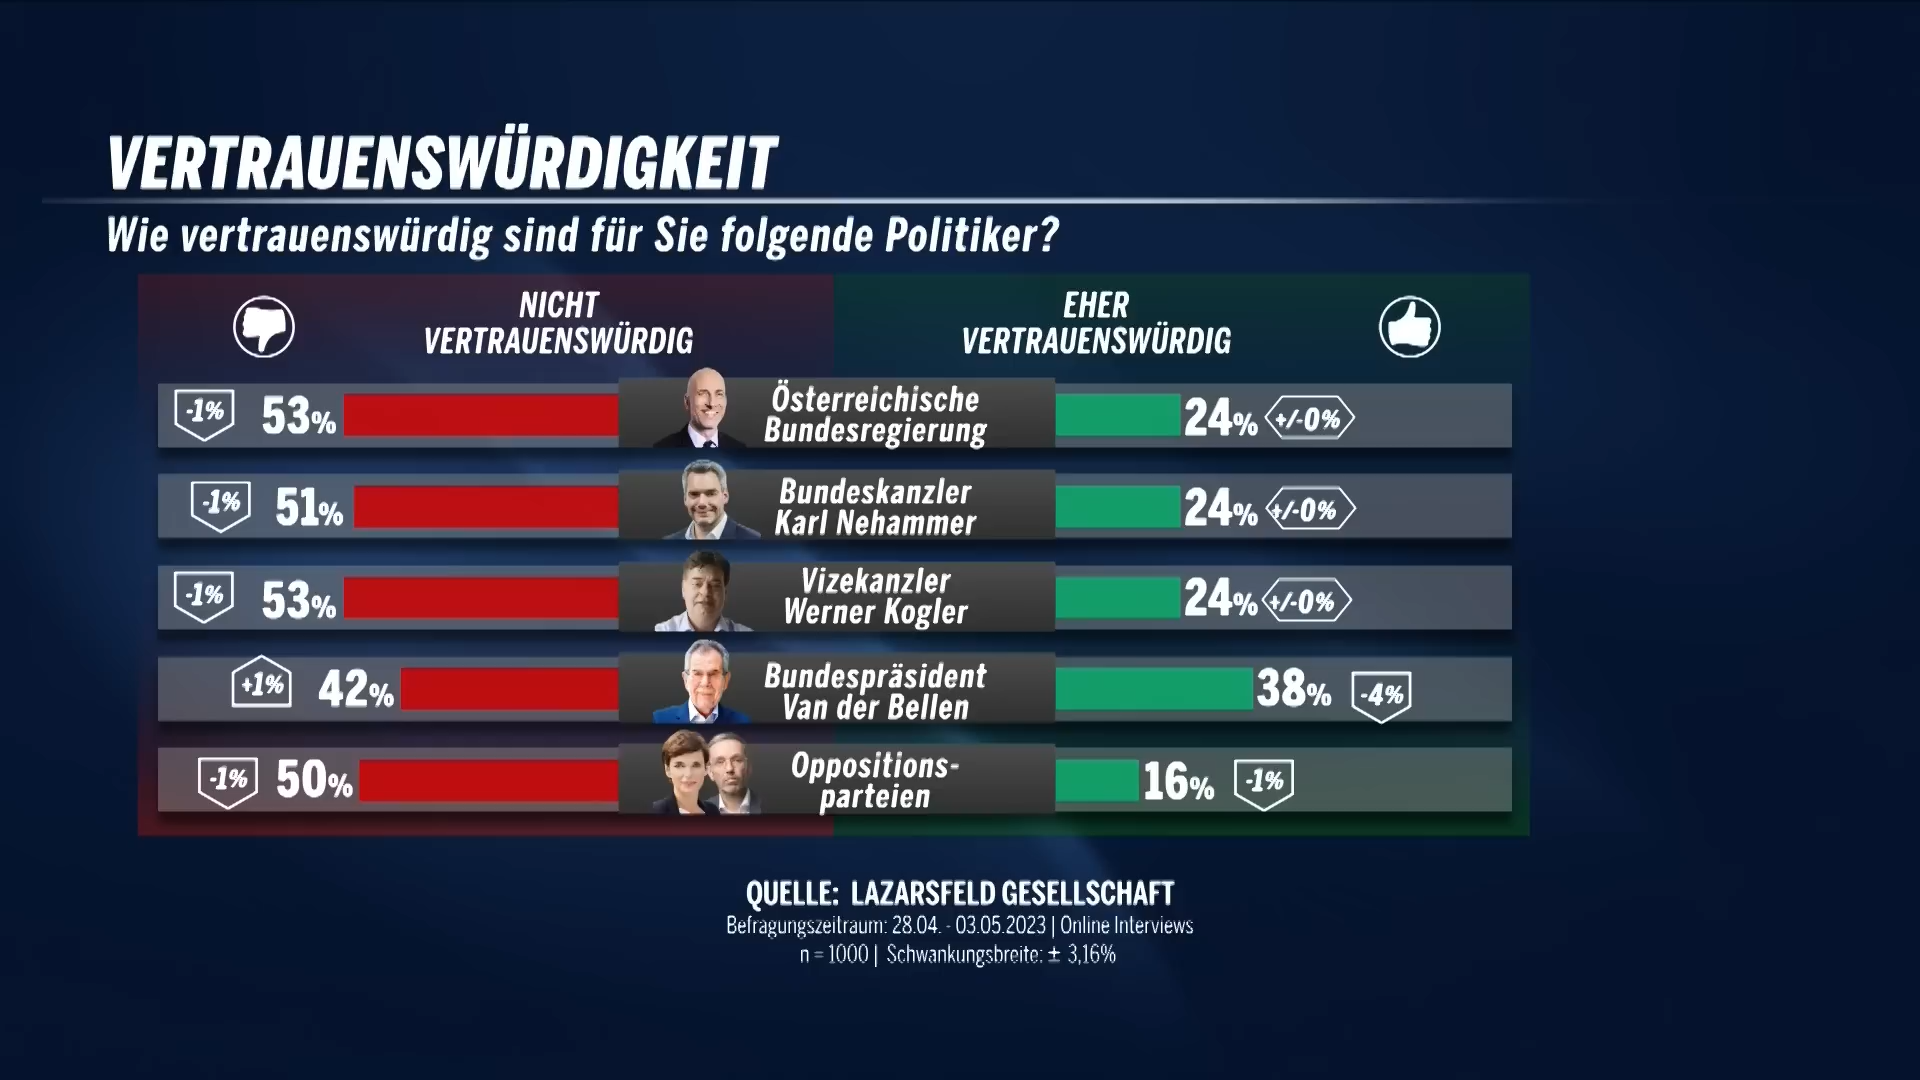 VERTRAUENSWÜRDIGKEIT
Wie vertrauenswürdig sind für Sie folgende Politiker?
NICHT
VERTRAUENSWÜRDIG
EHER
VERTRAUENSWÜRDIG
-1% 53% Österreichische
Bundesregierung 24% +/-0%
-1% 51% Bundeskanzler
Karl Nehammer 24% +/-0%
-1% 53% Vizekanzler
Werner Kogler 24% +/-0%
+1% 42% Bundespräsident
Van der Bellen 38% -4%
-1% 50% Oppositions-
parteien 16% -1%
QUELLE: LAZARSFELD GESELLSCHAFT
Befragungszeitraum: 28.04. - 03.05.2023 | Online Interviews
n = 1000 | Schwankungsbreite: ± 3,16%